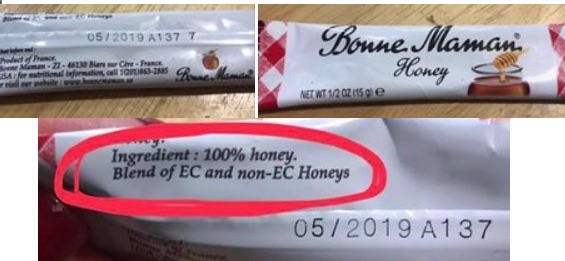 Blend of EC and non-EC Honeys
05/2019 A137 7
Product of France.
Bonne Maman - ZI - 46130 Biars sur Cère - France.
USA: for nutritional information, call 1(201)863-2885
or visit our website : www.bonnemaman.us
Bonne Maman
Bonne Maman
Honey
NET WT 1/2 OZ (15 g) e
Ingredient : 100% honey.
Blend of EC and non-EC Honeys
05/2019 A137